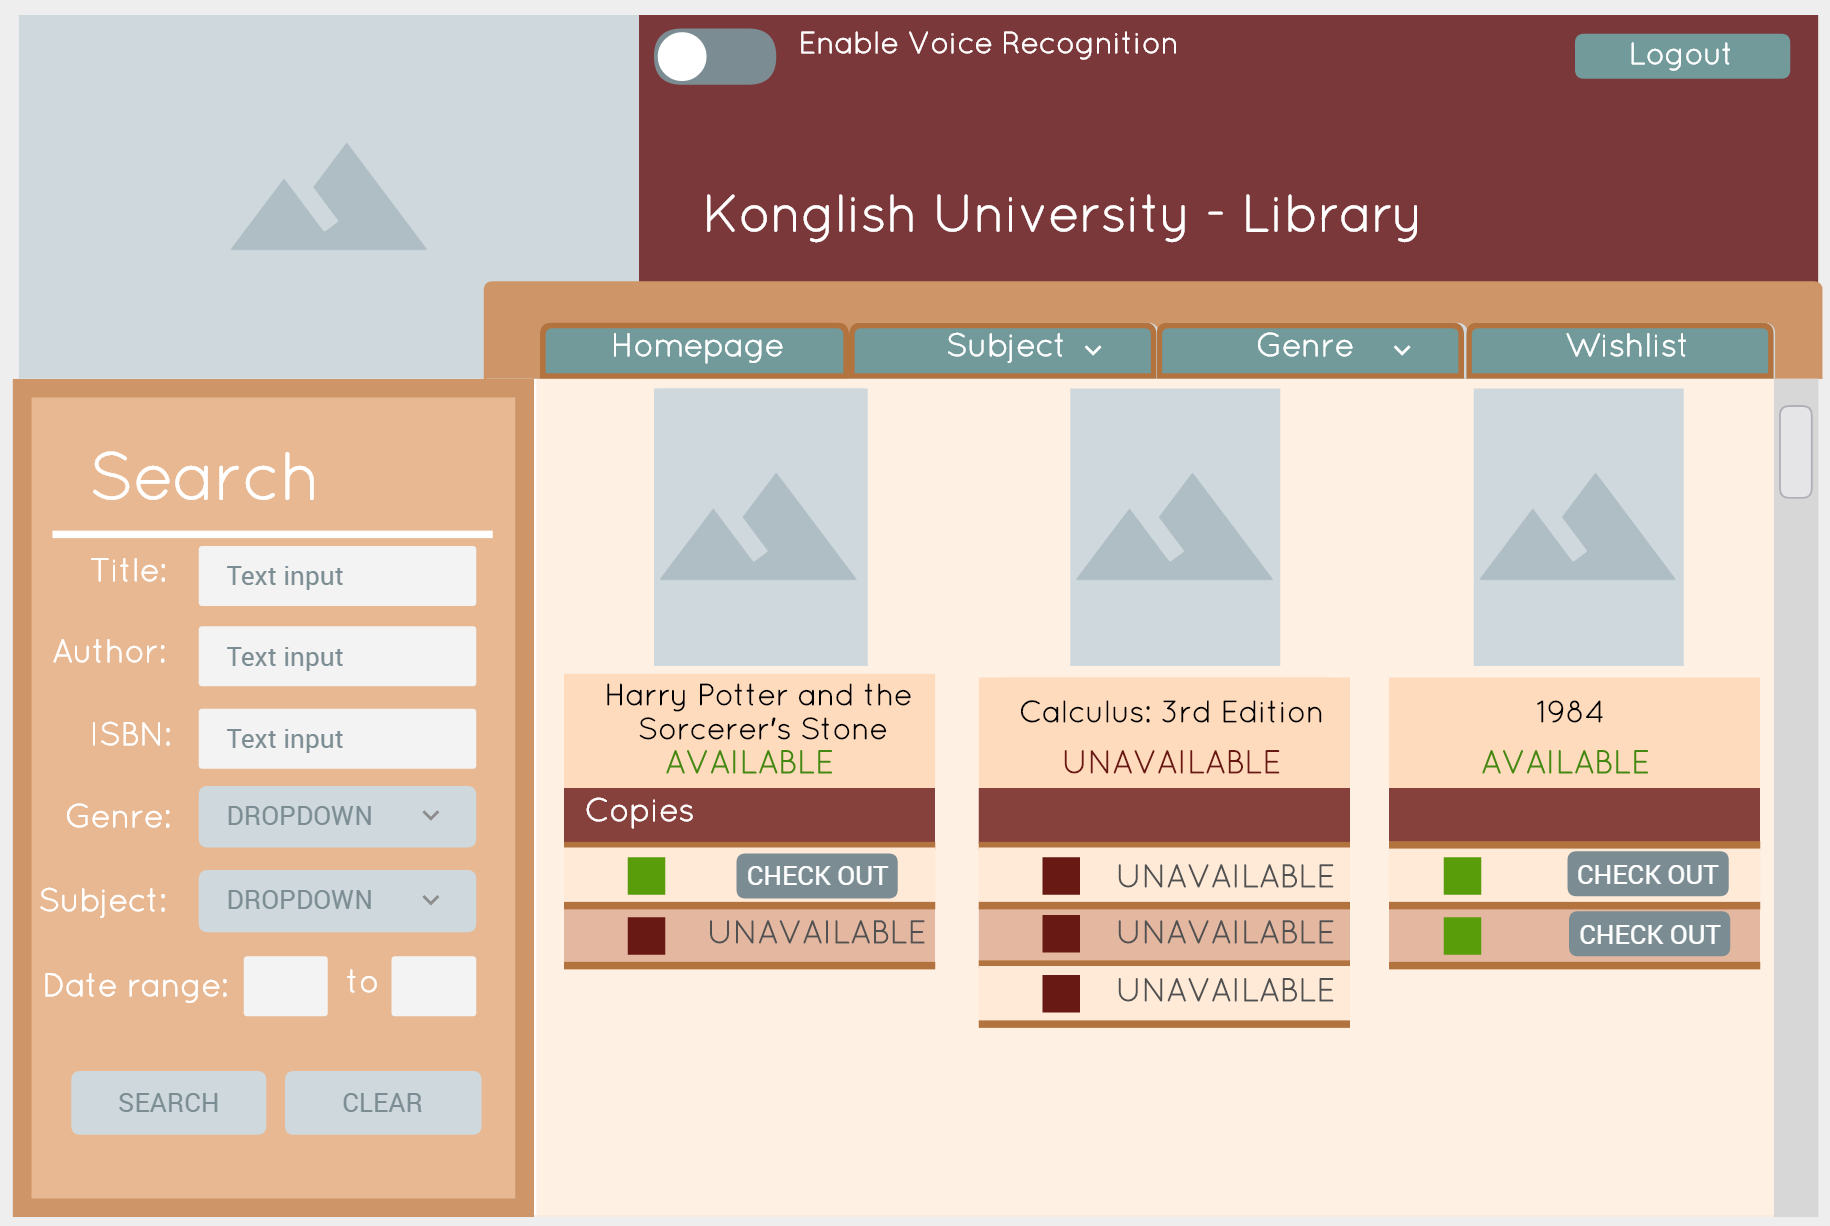 Enable Voice Recognition
Logout
Konglish University - Library
Homepage
Subject
Genre
Wishlist
Search
Title:
Text input
Author:
Text input
ISBN:
Text input
Genre:
DROPDOWN
Subject:
DROPDOWN
Date range:
to
SEARCH
CLEAR
Harry Potter and the
Sorcerer's Stone
AVAILABLE
Copies
CHECK OUT
UNAVAILABLE
Calculus: 3rd Edition
UNAVAILABLE
UNAVAILABLE
UNAVAILABLE
UNAVAILABLE
1984
AVAILABLE
CHECK OUT
CHECK OUT